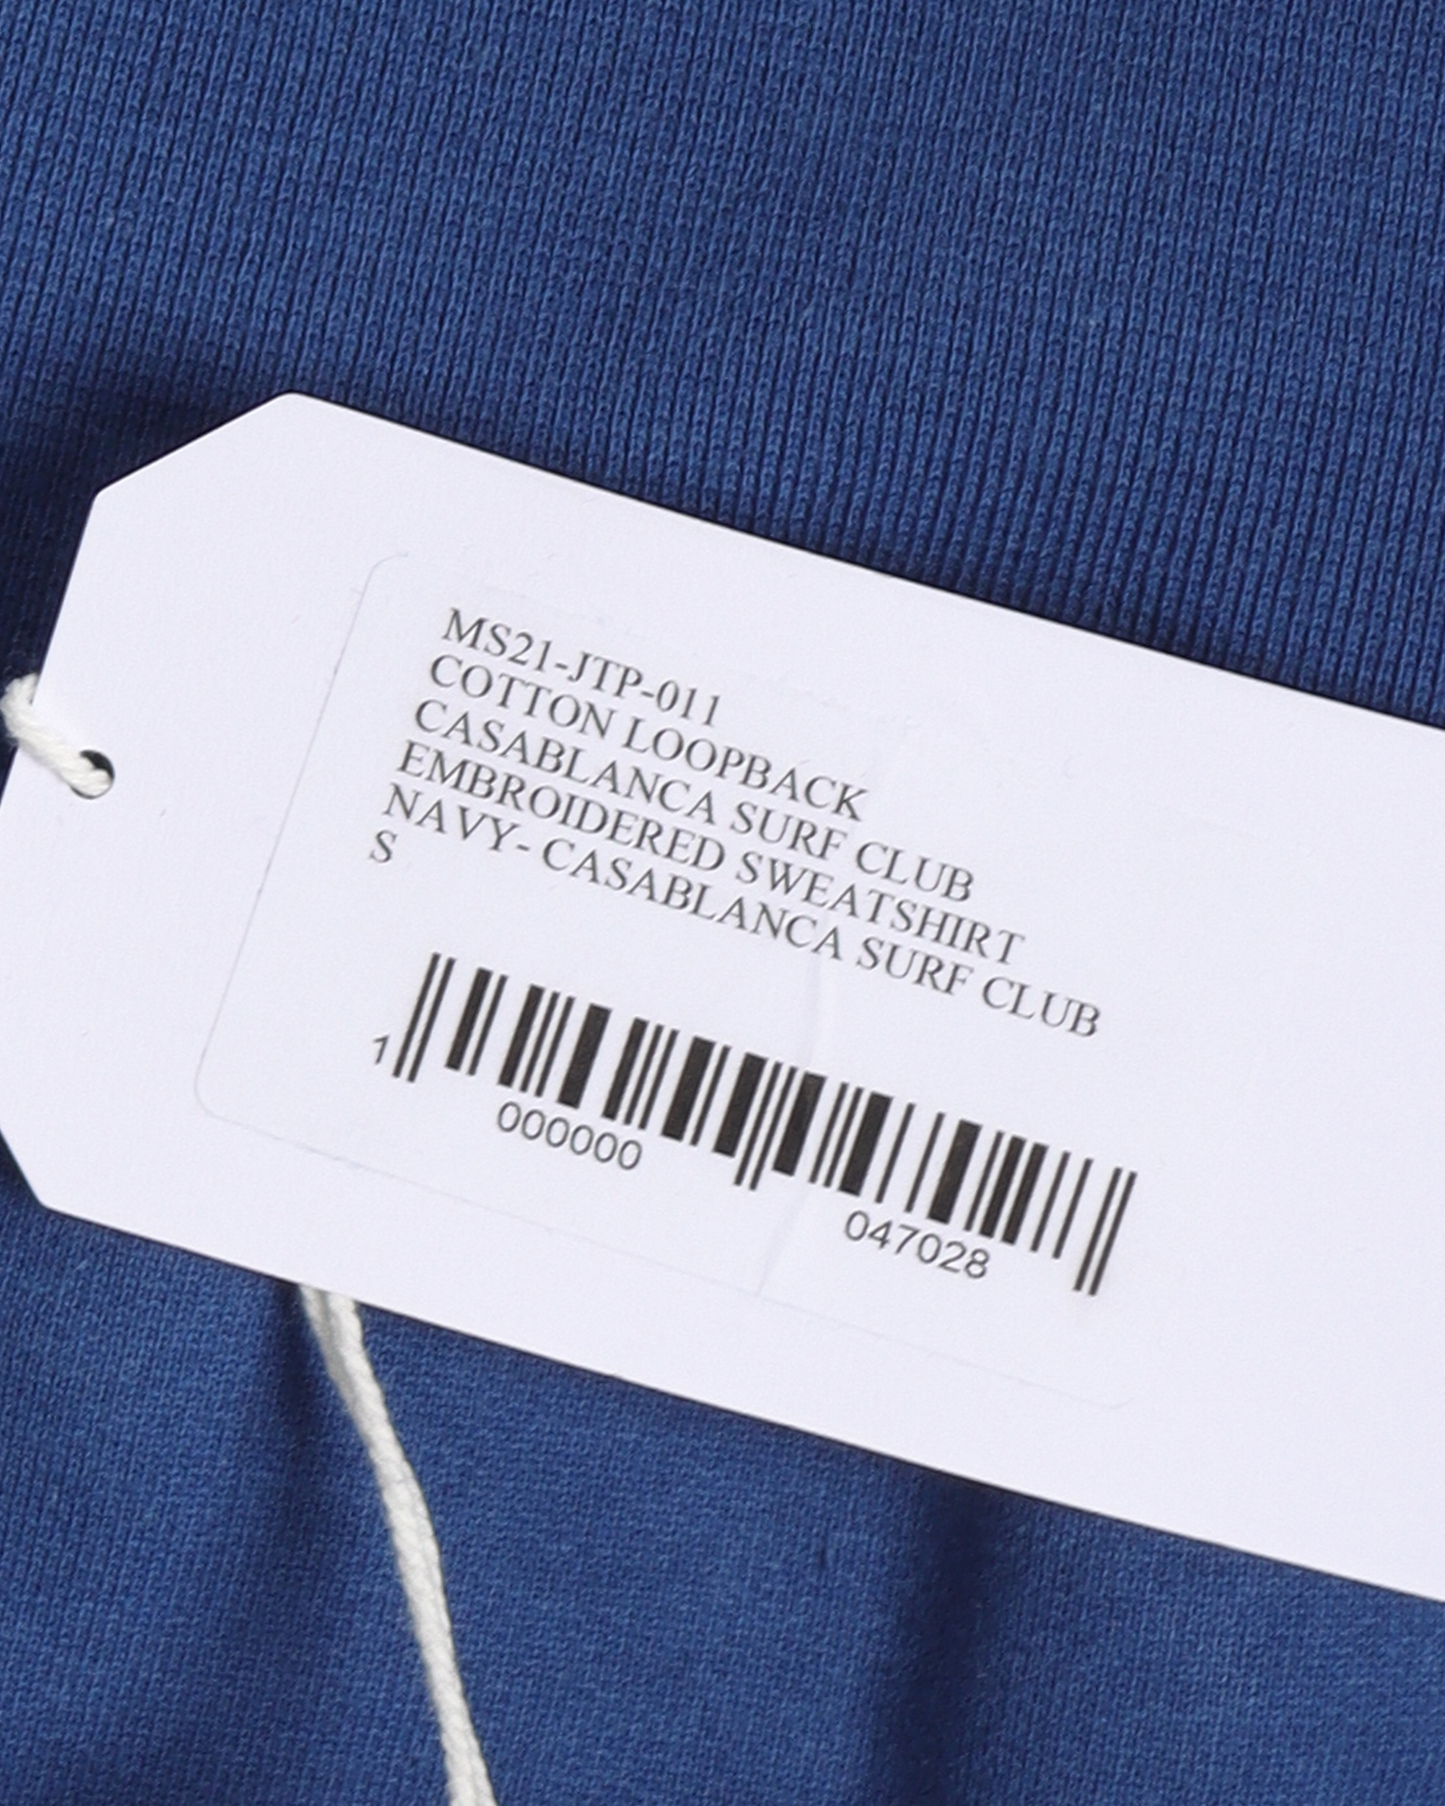 MS21-JTP-011
COTTON LOOPBACK
CASABLANCA SURF CLUB
EMBROIDERED SWEATSHIRT
NAVY- CASABLANCA SURF CLUB
S
1 000000 047028